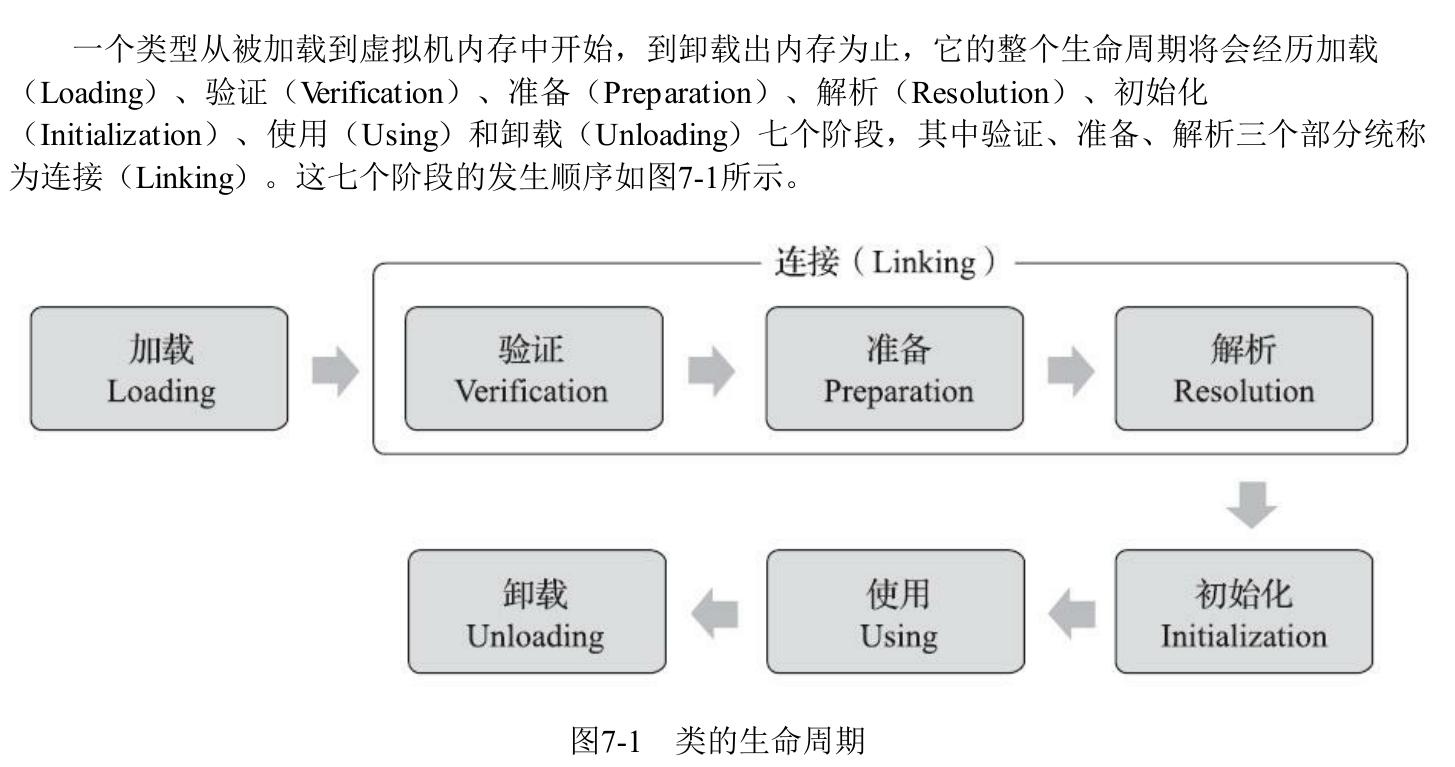 一个类型从被加载到虚拟机内存中开始，到卸载出内存为止，它的整个生命周期将会经历加载
（Loading）、验证（Verification）、准备（Preparation）、解析（Resolution）、初始化
（Initialization）、使用（Using）和卸载（Unloading）七个阶段，其中验证、准备、解析三个部分统称
为连接（Linking）。这七个阶段的发生顺序如图7-1所示。
连接（Linking）
加载
Loading
验证
Verification
准备
Preparation
解析
Resolution
初始化
Initialization
使用
Using
卸载
Unloading
图7-1　类的生命周期